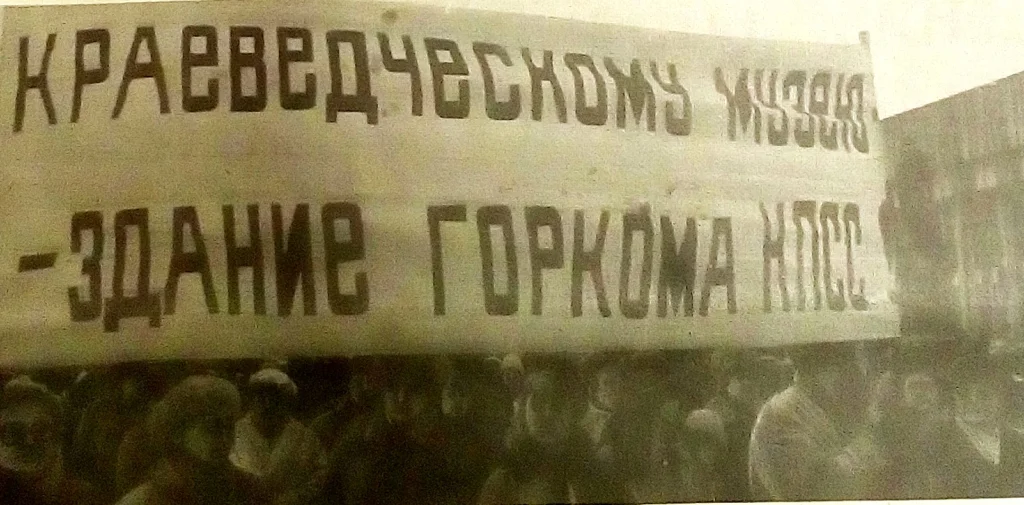 КРАЕВЕДЧЕСКОМУ МУЗЕЮ
-ЗДАНИЕ ГОРКОМА КПСС